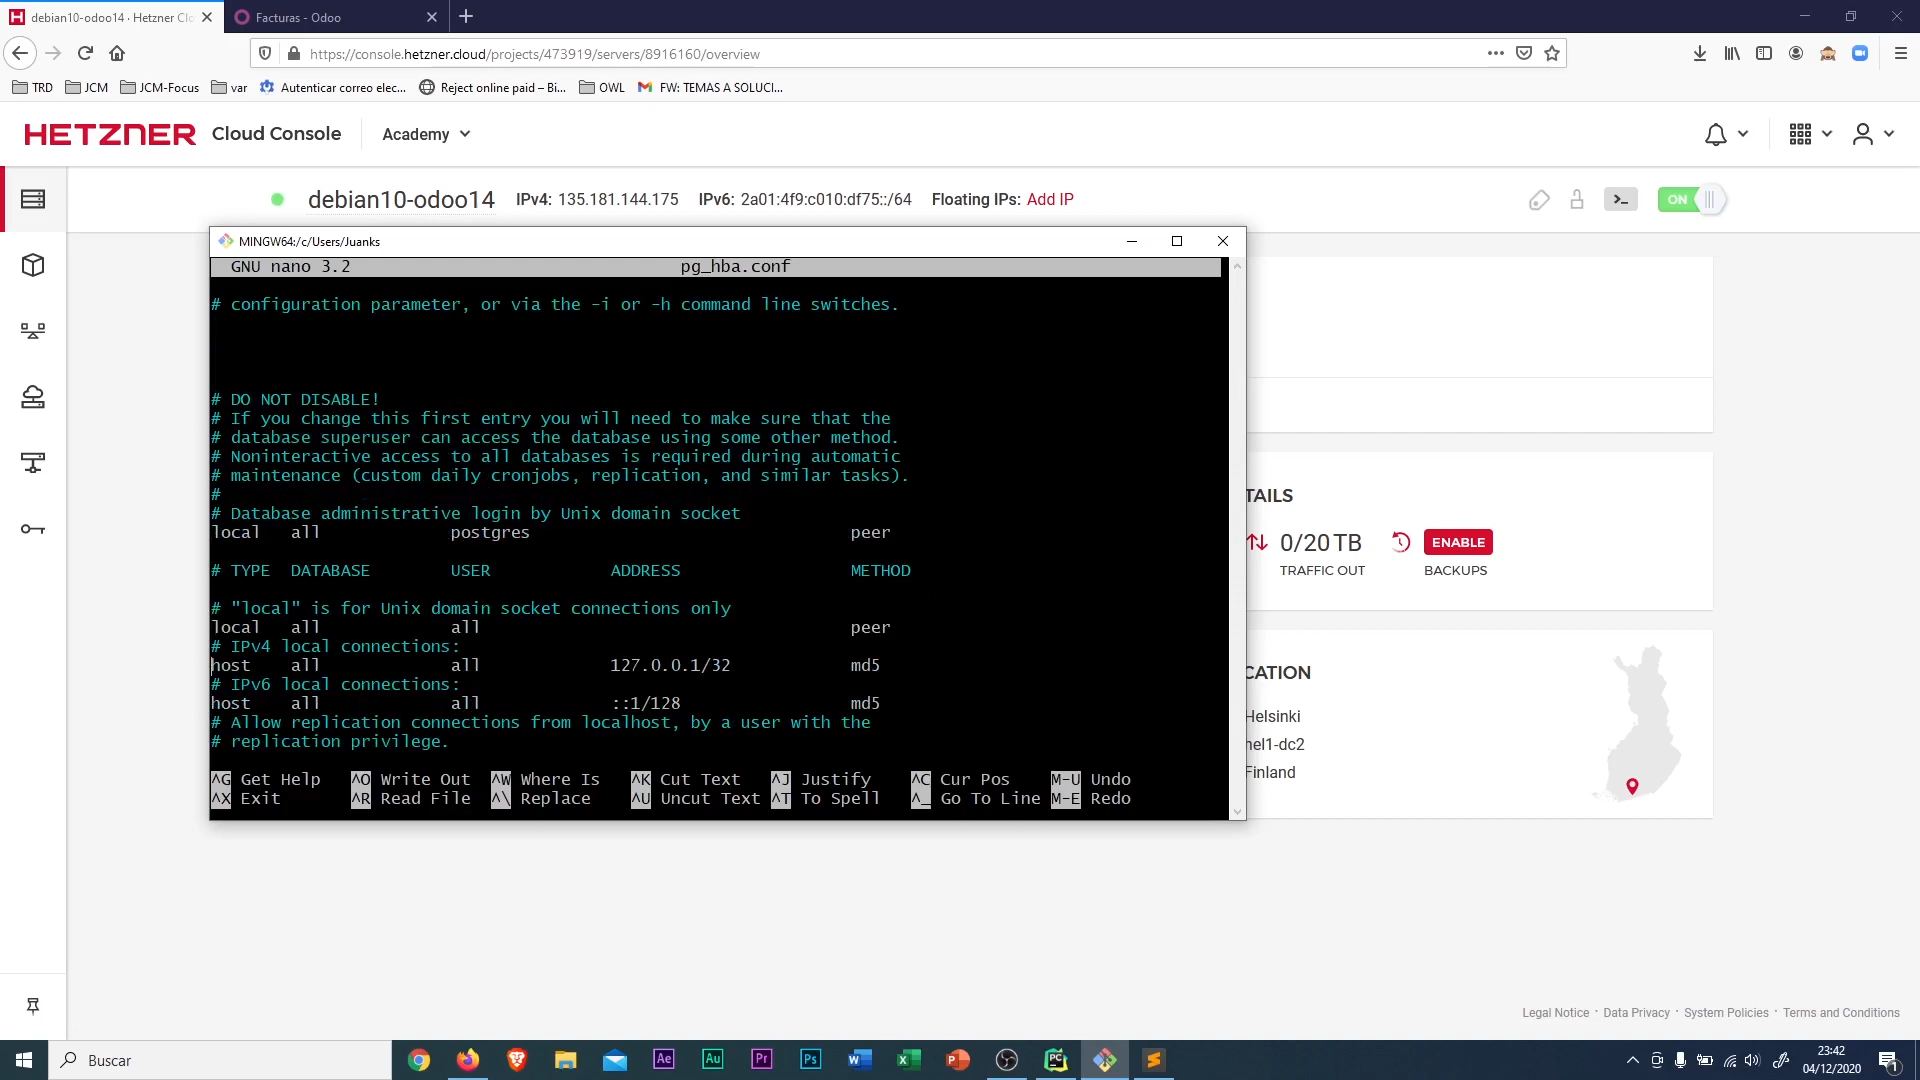 debian10-odoo14 · Hetzner Clo
Facturas - Odoo
https://console.hetzner.cloud/projects/473919/servers/8916160/overview
TRD
JCM
JCM-Focus
var
Autenticar correo elec...
Reject online paid – Bi...
OWL
FW: TEMAS A SOLUCI...
HETZNER Cloud Console
Academy
debian10-odoo14 IPv4: 135.181.144.175 IPv6: 2a01:4f9:c010:df75::/64 Floating IPs: Add IP
ON
MINGW64:/c/Users/Juanks
GNU nano 3.2 pg_hba.conf
# configuration parameter, or via the -i or -h command line switches.
# DO NOT DISABLE!
# If you change this first entry you will need to make sure that the
# database superuser can access the database using some other method.
# Noninteractive access to all databases is required during automatic
# maintenance (custom daily cronjobs, replication, and similar tasks).
#
# Database administrative login by Unix domain socket
local all postgres peer
# TYPE DATABASE USER ADDRESS METHOD
# "local" is for Unix domain socket connections only
local all all peer
# IPv4 local connections:
host all all 127.0.0.1/32 md5
# IPv6 local connections:
host all all ::1/128 md5
# Allow replication connections from localhost, by a user with the
# replication privilege.
^G Get Help ^O Write Out ^W Where Is ^K Cut Text ^J Justify ^C Cur Pos M-U Undo
^X Exit ^R Read File ^\ Replace ^U Uncut Text ^T To Spell ^_ Go To Line M-E Redo
TAILS
0/20 TB
TRAFFIC OUT
ENABLE
BACKUPS
CATION
Helsinki
hel1-dc2
Finland
Legal Notice · Data Privacy · System Policies · Terms and Conditions
Buscar
Ae
Au
Pr
Ps
PC
23:42
04/12/2020
1